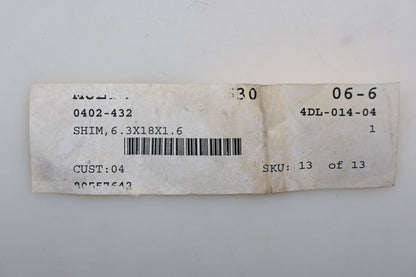 06-6
0402-432 4DL-014-04
SHIM,6.3X18X1.6 1
CUST:04 SKU: 13 of 13